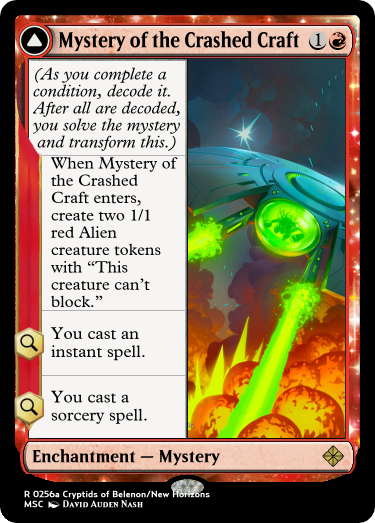 Mystery of the Crashed Craft 1
(As you complete a
condition, decode it.
After all are decoded,
you solve the mystery
and transform this.)
When Mystery of
the Crashed
Craft enters,
create two 1/1
red Alien
creature tokens
with “This
creature can’t
block.”
You cast an
instant spell.
You cast a
sorcery spell.
Enchantment — Mystery
R 0256a Cryptids of Belenon/New Horizons
MSC DAVID AUDEN NASH